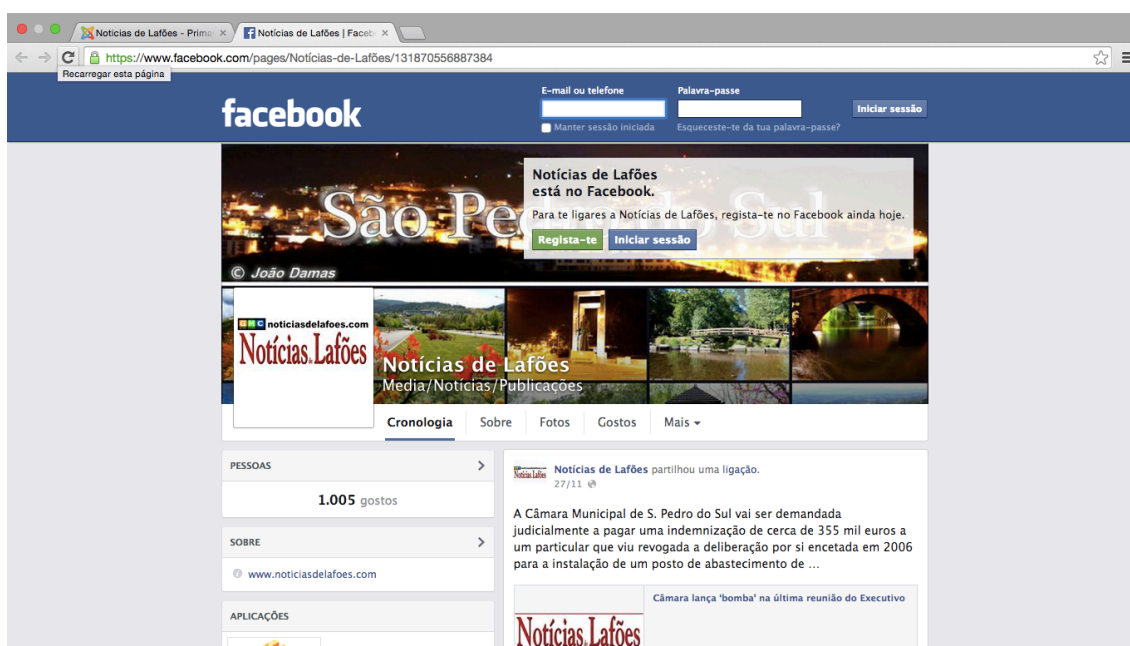 Notícias de Lafões - Prima
Notícias de Lafões | Faceb
https://www.facebook.com/pages/Notícias-de-Lafões/131870556887384
Recarregar esta página
facebook
E-mail ou telefone
Palavra-passe
Iniciar sessão
Manter sessão iniciada
Esqueceste-te da tua palavra-passe?
São Pe Sul
Notícias de Lafões
está no Facebook.
Para te ligares a Notícias de Lafões, regista-te no Facebook ainda hoje.
Regista-te
Iniciar sessão
© João Damas
GMC noticiasdelafoes.com
Notícias de Lafões
Notícias de Lafões
Media/Notícias/Publicações
Cronologia
Sobre
Fotos
Gostos
Mais
PESSOAS
1.005 gostos
SOBRE
www.noticiasdelafoes.com
APLICAÇÕES
Notícias de Lafões partilhou uma ligação.
27/11
A Câmara Municipal de S. Pedro do Sul vai ser demandada
judicialmente a pagar uma indemnização de cerca de 355 mil euros a
um particular que viu revogada a deliberação por si encetada em 2006
para a instalação de um posto de abastecimento de ...
Câmara lança 'bomba' na última reunião do Executivo
Notícias de Lafões